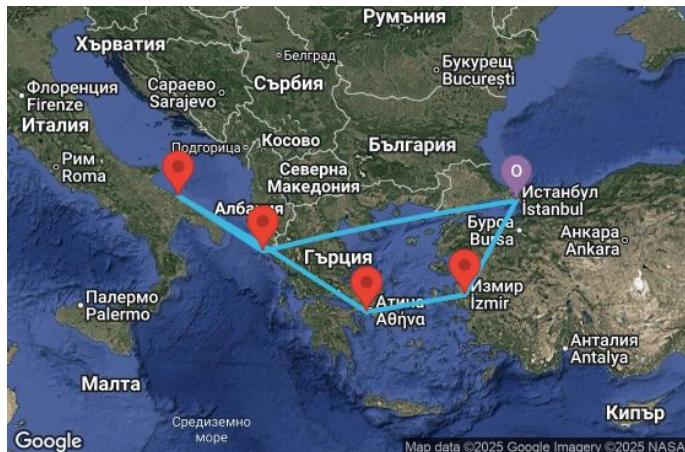 Румъния
Хърватия
Белград
Букурещ
București
Флоренция
Firenze
Сараево
Sarajevo
Сърбия
Италия
Подгорица
Косово
България
Рим
Roma
Северна
Македония
О
Истанбул
İstanbul
Албания
Бурса
Bursa
Анкара
Ankara
Гърция
Измир
İzmir
Палермо
Palermo
Атина
Αθήνα
Анталия
Antalya
Малта
Средиземно
море
Кипър
Google
Map data ©2025 Google Imagery ©2025 NASA